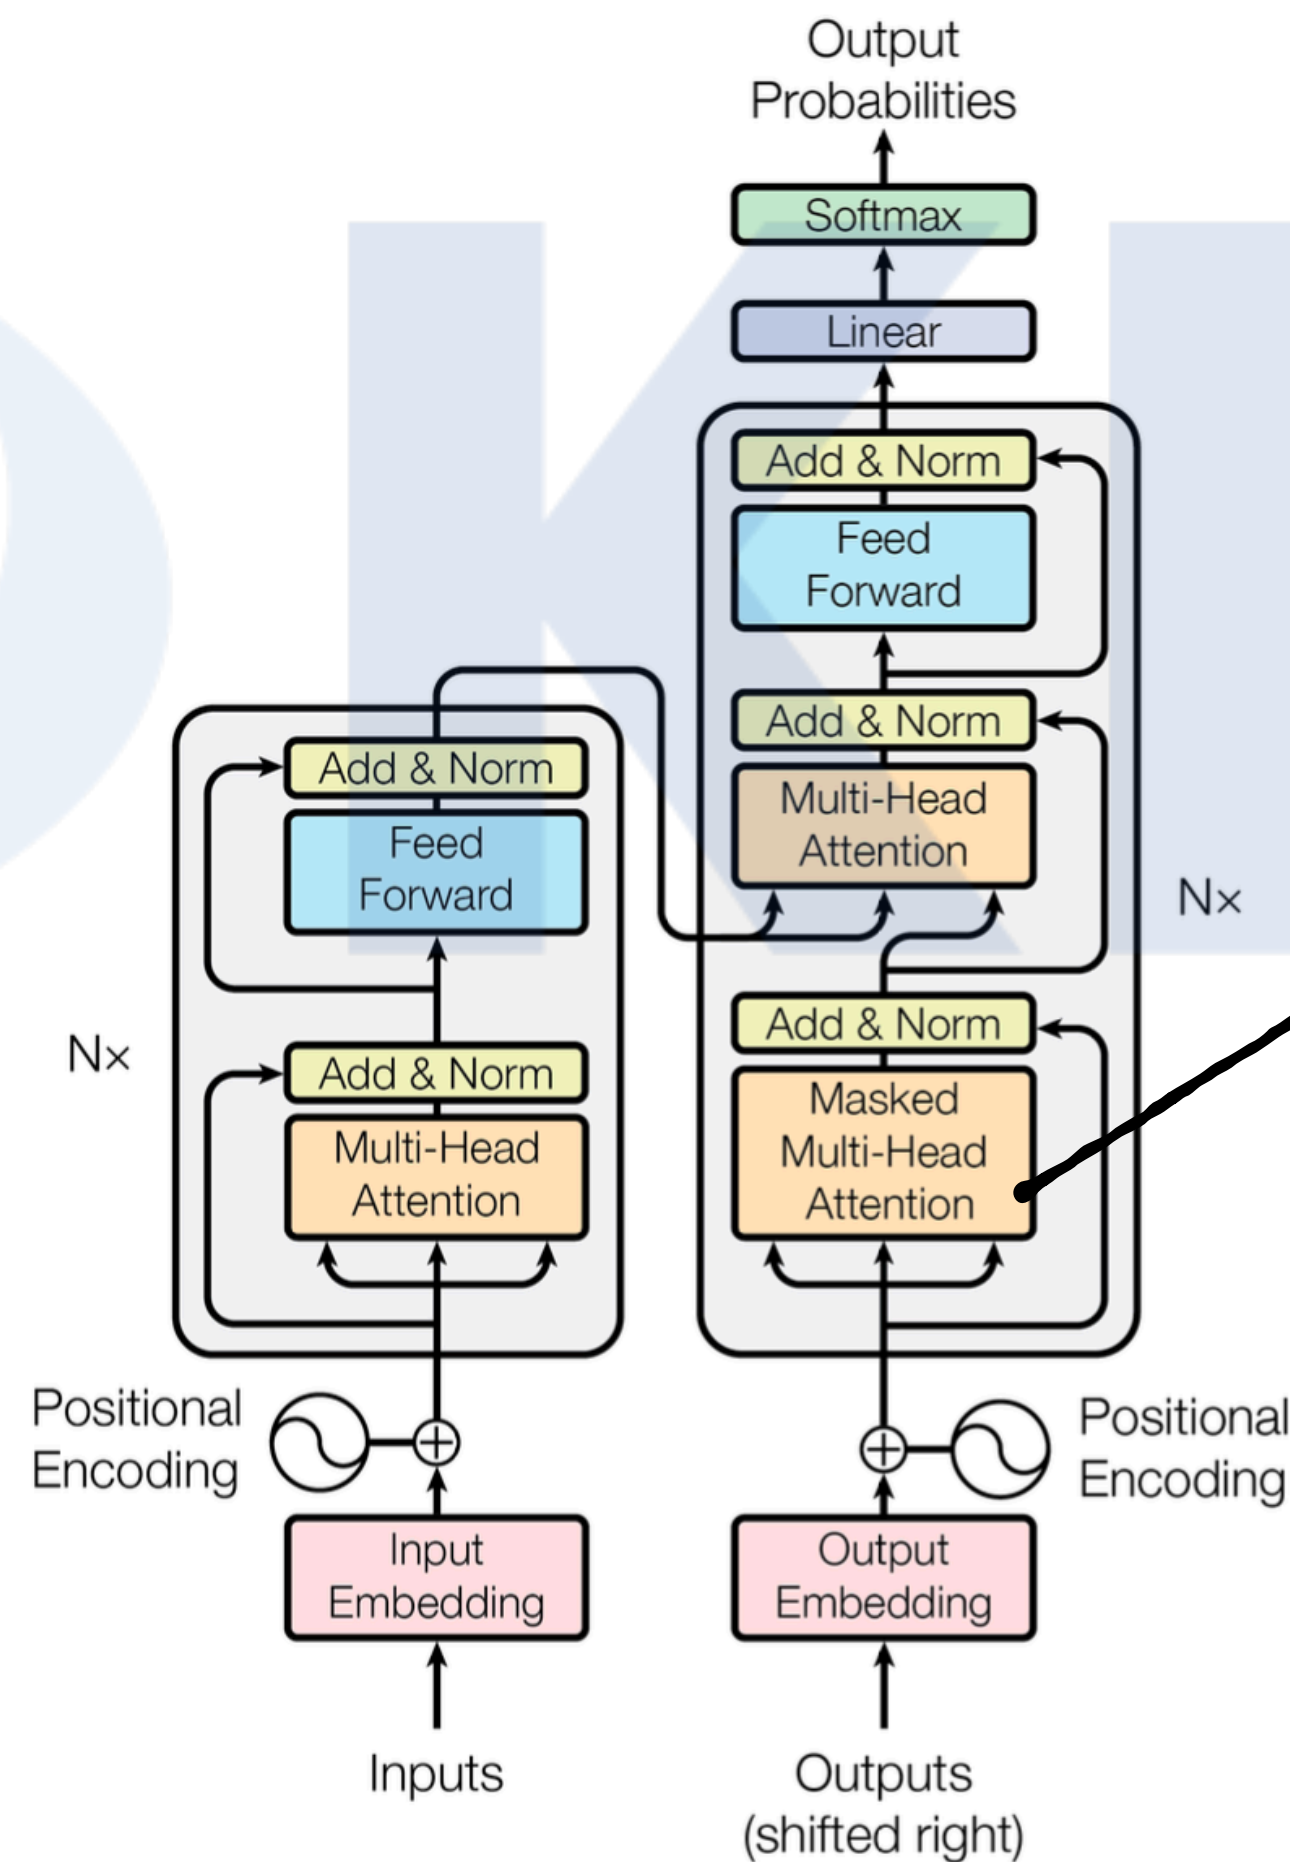 Output
Probabilities
Softmax
Linear
Add & Norm
Feed
Forward
Add & Norm
Multi-Head
Attention
Nx
Add & Norm
Masked
Multi-Head
Attention
Add & Norm
Feed
Forward
Nx
Add & Norm
Multi-Head
Attention
Positional
Encoding
Positional
Encoding
Input
Embedding
Output
Embedding
Inputs
Outputs
(shifted right)